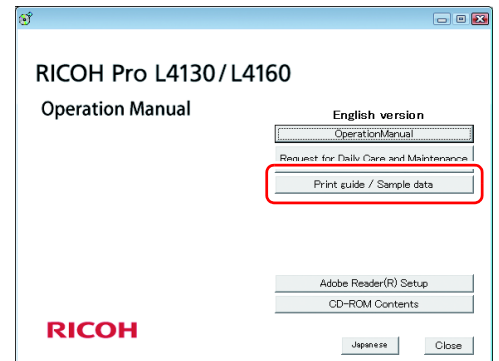 RICOH Pro L4130/L4160
Operation Manual
English version
OperationManual
Request for Daily Care and Maintenance
Print guide / Sample data
Adobe Reader(R) Setup
CD-ROM Contents
RICOH
Japanese
Close